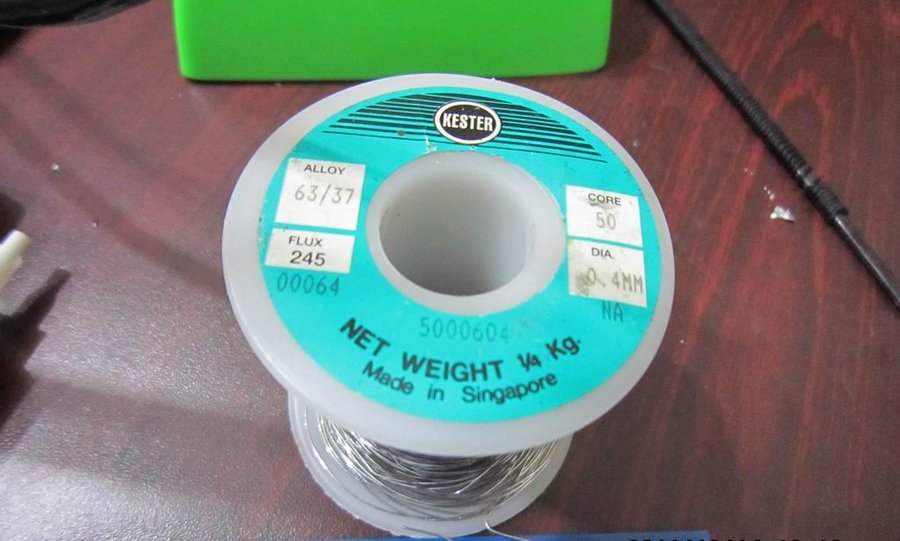 KESTER
ALLOY
63/37
FLUX
245
00064
CORE
50
DIA.
0.4MM
NA
5000604
NET WEIGHT 1/4 Kg.
Made in Singapore